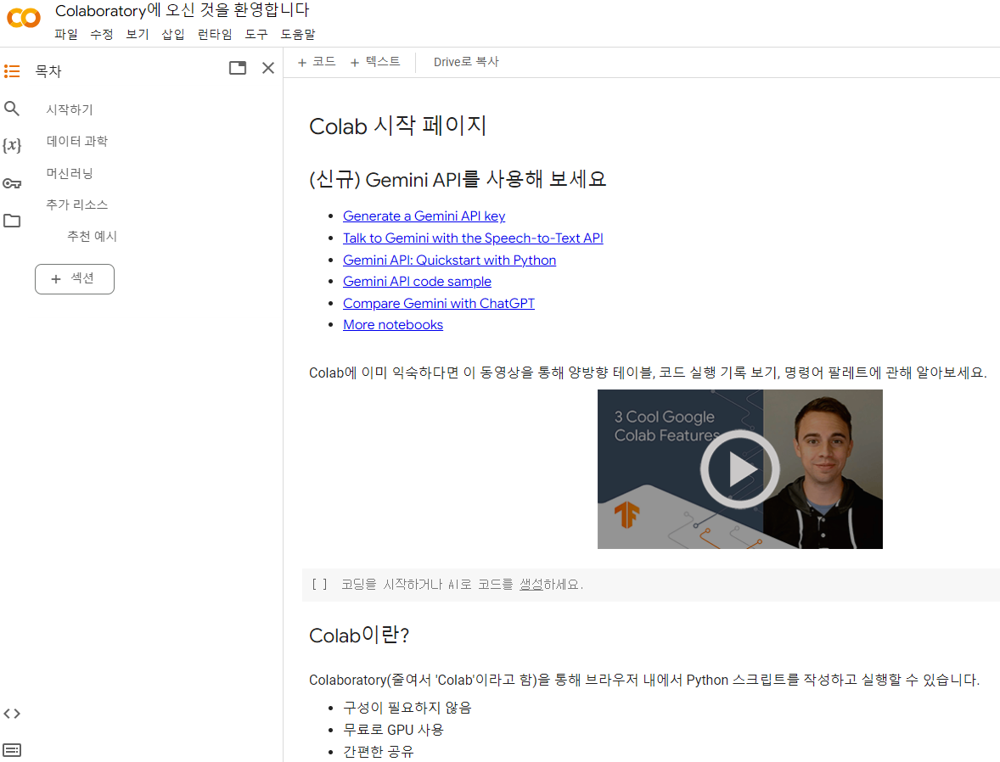 Colaboratory에 오신 것을 환영합니다
파일 수정 보기 삽입 런타임 도구 도움말
목차
시작하기
데이터 과학
머신러닝
추가 리소스
추천 예시
+ 섹션
+ 코드 + 텍스트 Drive로 복사
Colab 시작 페이지
(신규) Gemini API를 사용해 보세요
Generate a Gemini API key
Talk to Gemini with the Speech-to-Text API
Gemini API: Quickstart with Python
Gemini API code sample
Compare Gemini with ChatGPT
More notebooks
Colab에 이미 익숙하다면 이 동영상을 통해 양방향 테이블, 코드 실행 기록 보기, 명령어 팔레트에 관해 알아보세요.
3 Cool Google
Colab Features
[ ] 코딩을 시작하거나 AI로 코드를 생성하세요.
Colab이란?
Colaboratory(줄여서 'Colab'이라고 함)을 통해 브라우저 내에서 Python 스크립트를 작성하고 실행할 수 있습니다.
구성이 필요하지 않음
무료로 GPU 사용
간편한 공유